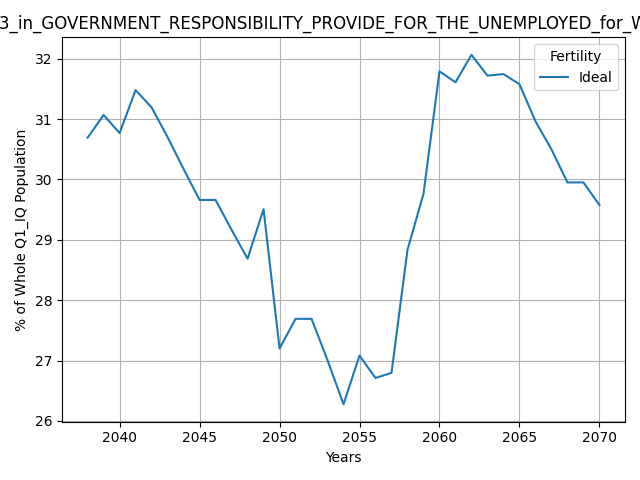 3_in_GOVERNMENT_RESPONSIBILITY_PROVIDE_FOR_THE_UNEMPLOYED_for_W
Fertility
Ideal
% of Whole Q1_IQ Population
32
31
30
29
28
27
26
2040
2045
2050
2055
2060
2065
2070
Years